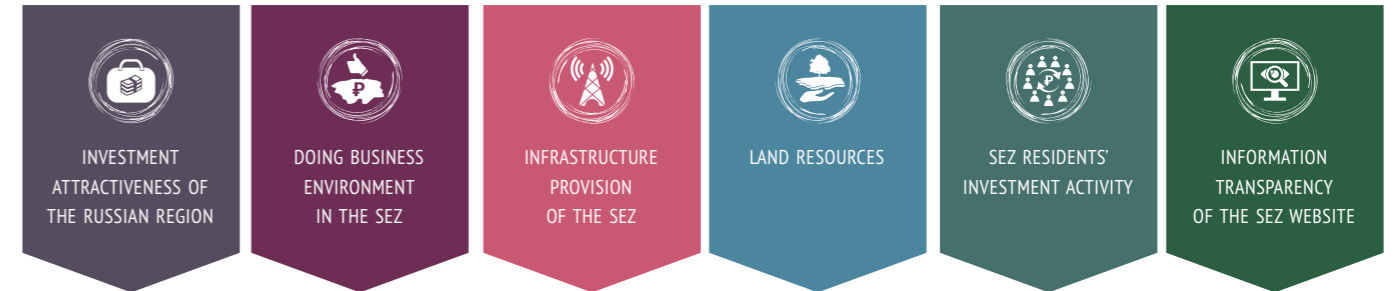 INVESTMENT
ATTRACTIVENESS OF
THE RUSSIAN REGION
DOING BUSINESS
ENVIRONMENT
IN THE SEZ
INFRASTRUCTURE
PROVISION
OF THE SEZ
LAND RESOURCES
SEZ RESIDENTS'
INVESTMENT ACTIVITY
INFORMATION
TRANSPARENCY
OF THE SEZ WEBSITE